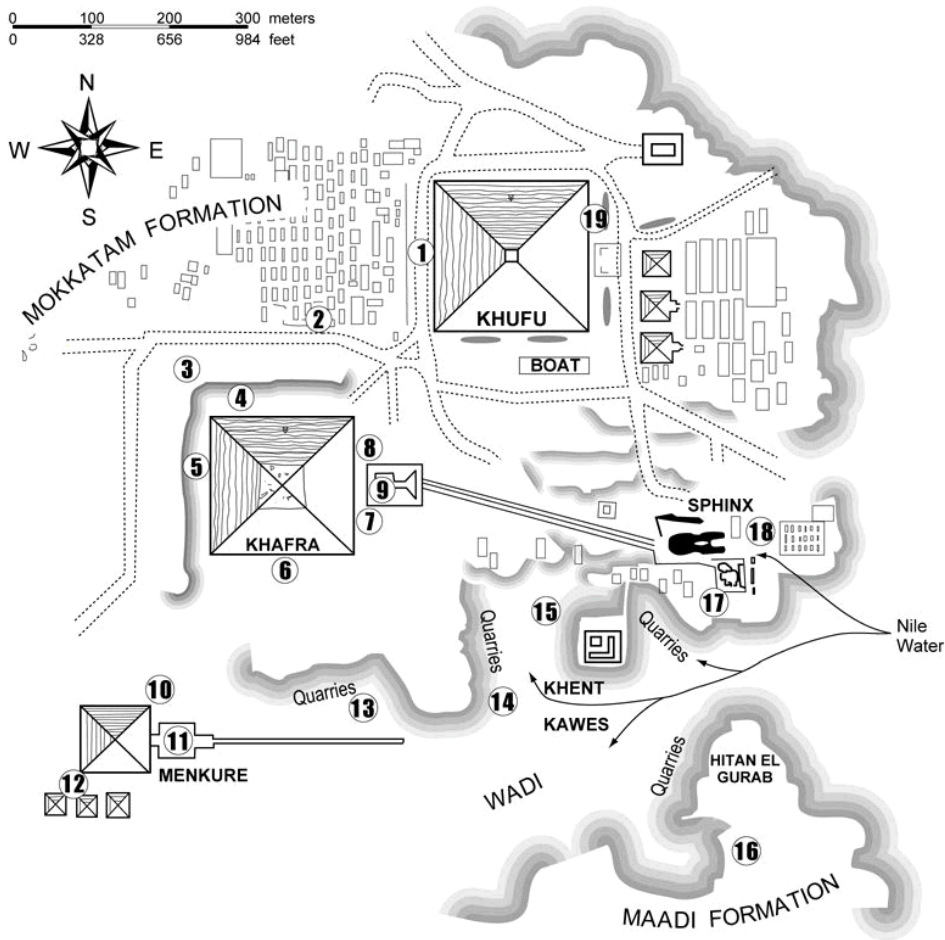 0 100 200 300 meters
0 328 656 984 feet
N
W E
S
MOKKATAM FORMATION
19
1
KHUFU
2
BOAT
3
4
8
5
9
SPHINX
18
7
KHAFRA
6
17
15
Quarries
Quarries
Nile
Water
KHENT
10
Quarries
14
13
KAWES
11
Quarries
HITAN EL
GURAB
12
MENKURE
WADI
16
MAADI FORMATION